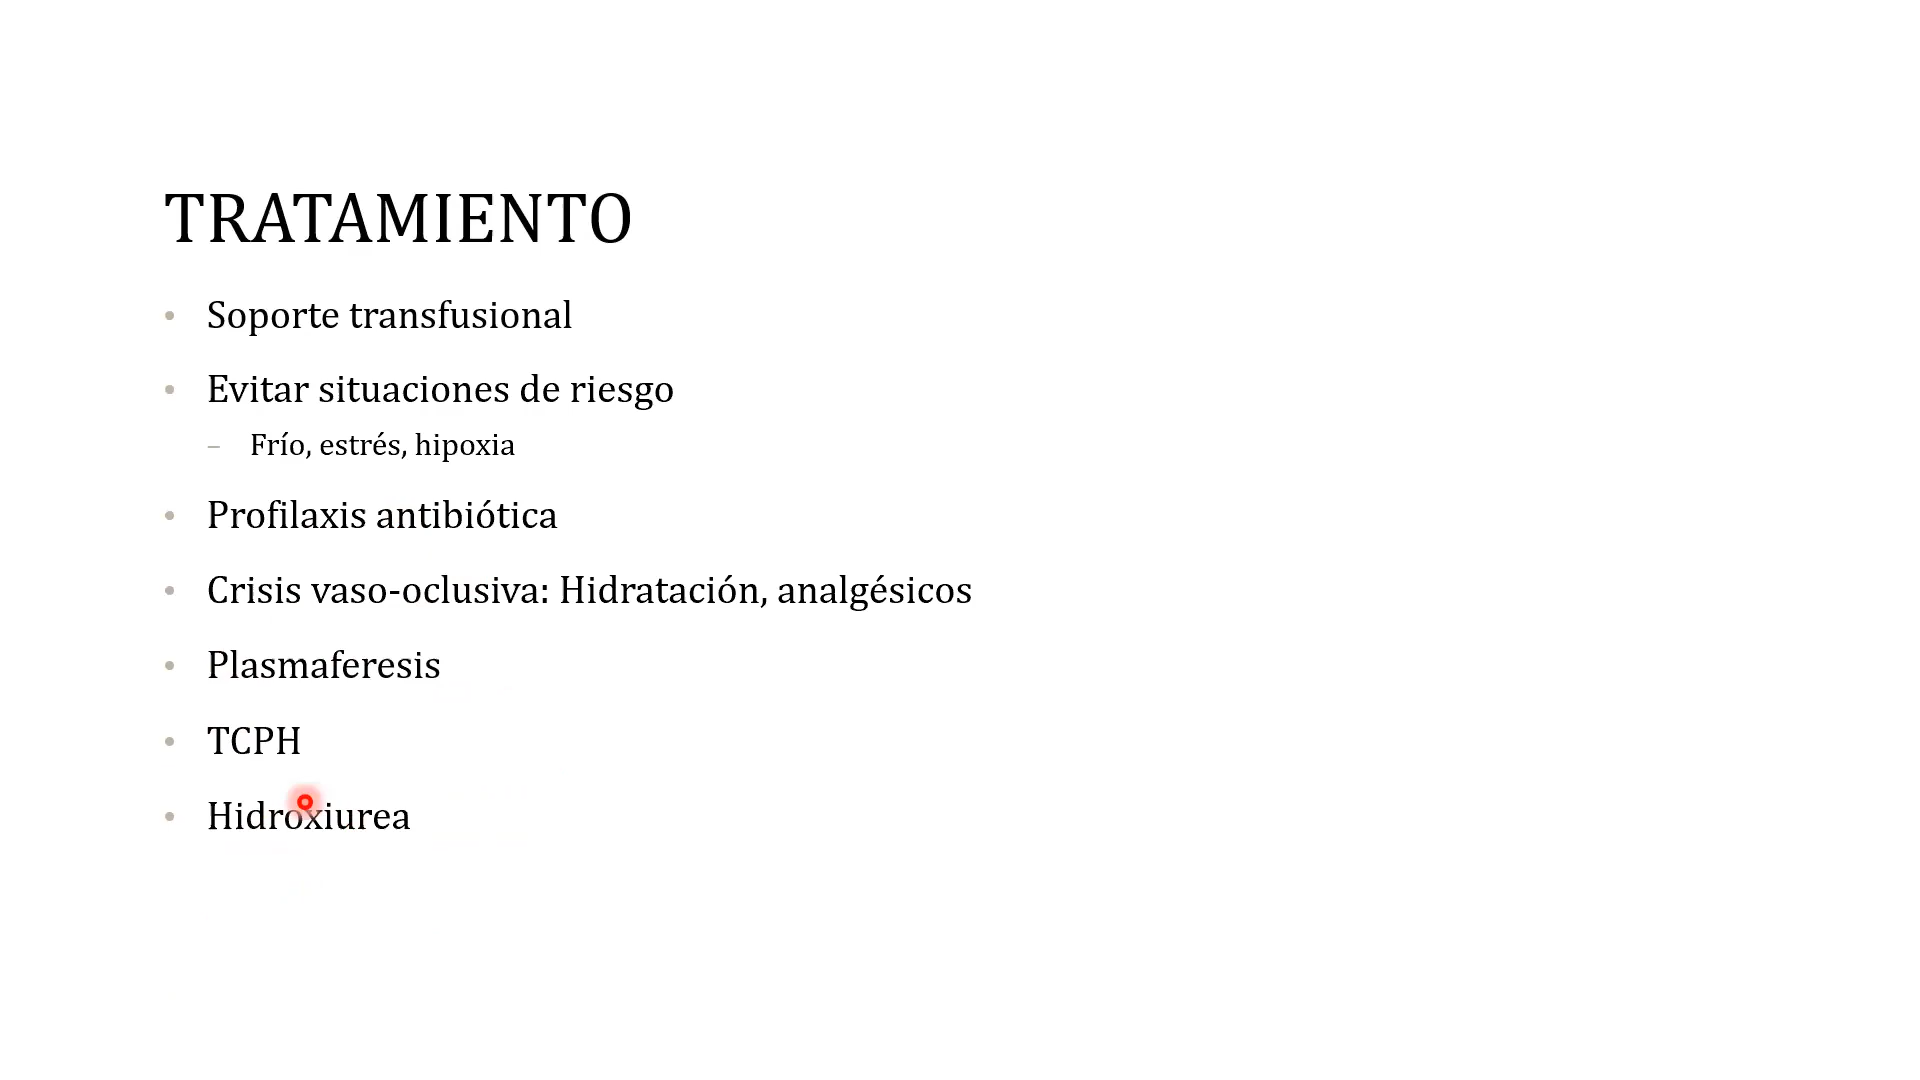 TRATAMIENTO
• Soporte transfusional
• Evitar situaciones de riesgo
– Frío, estrés, hipoxia
• Profilaxis antibiótica
• Crisis vaso-oclusiva: Hidratación, analgésicos
• Plasmaferesis
• TCPH
• Hidroxiurea